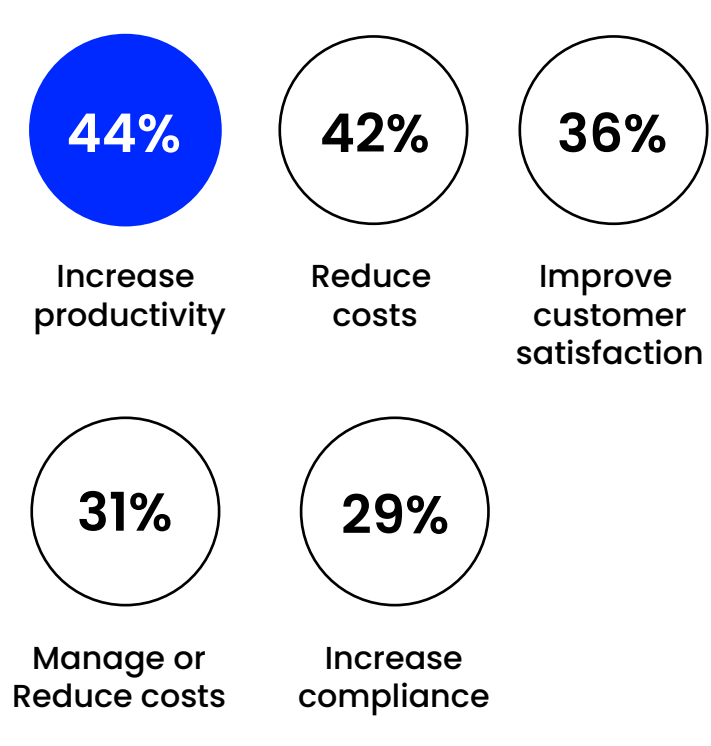 44%
42%
36%
Increase
productivity
Reduce
costs
Improve
customer
satisfaction
31%
29%
Manage or
Reduce costs
Increase
compliance